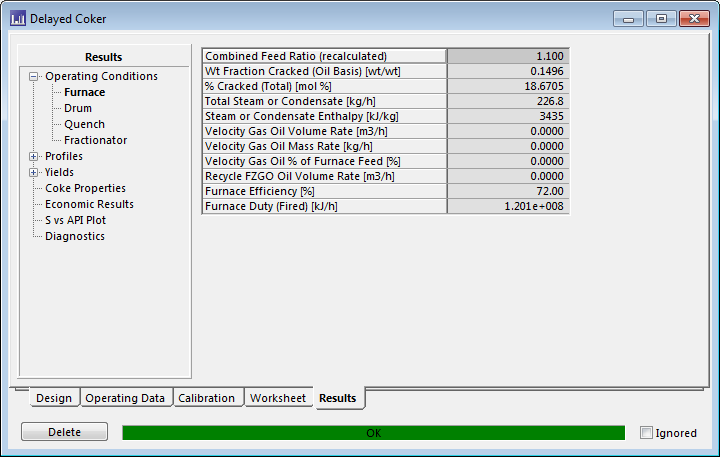 Delayed Coker
Results
Operating Conditions
Furnace
Drum
Quench
Fractionator
Profiles
Yields
Coke Properties
Economic Results
S vs API Plot
Diagnostics
Combined Feed Ratio (recalculated) 1.100
Wt Fraction Cracked (Oil Basis) [wt/wt] 0.1496
% Cracked (Total) [mol %] 18.6705
Total Steam or Condensate [kg/h] 226.8
Steam or Condensate Enthalpy [kJ/kg] 3435
Velocity Gas Oil Volume Rate [m3/h] 0.0000
Velocity Gas Oil Mass Rate [kg/h] 0.0000
Velocity Gas Oil % of Furnace Feed [%] 0.0000
Recycle FZGO Oil Volume Rate [m3/h] 0.0000
Furnace Efficiency [%] 72.00
Furnace Duty (Fired) [kJ/h] 1.201e+008
Design Operating Data Calibration Worksheet Results
Delete OK Ignored